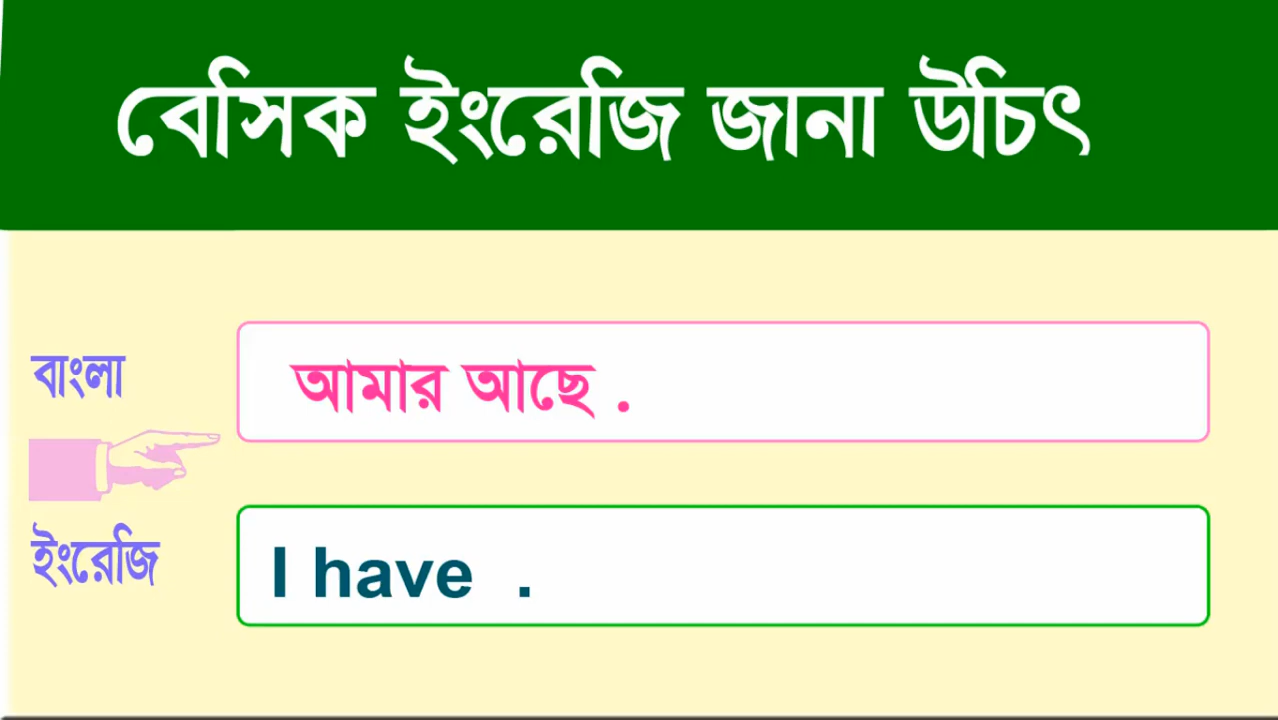 বেসিক ইংরেজি জানা উচিৎ
বাংলা
আমার আছে .
ইংরেজি
I have .